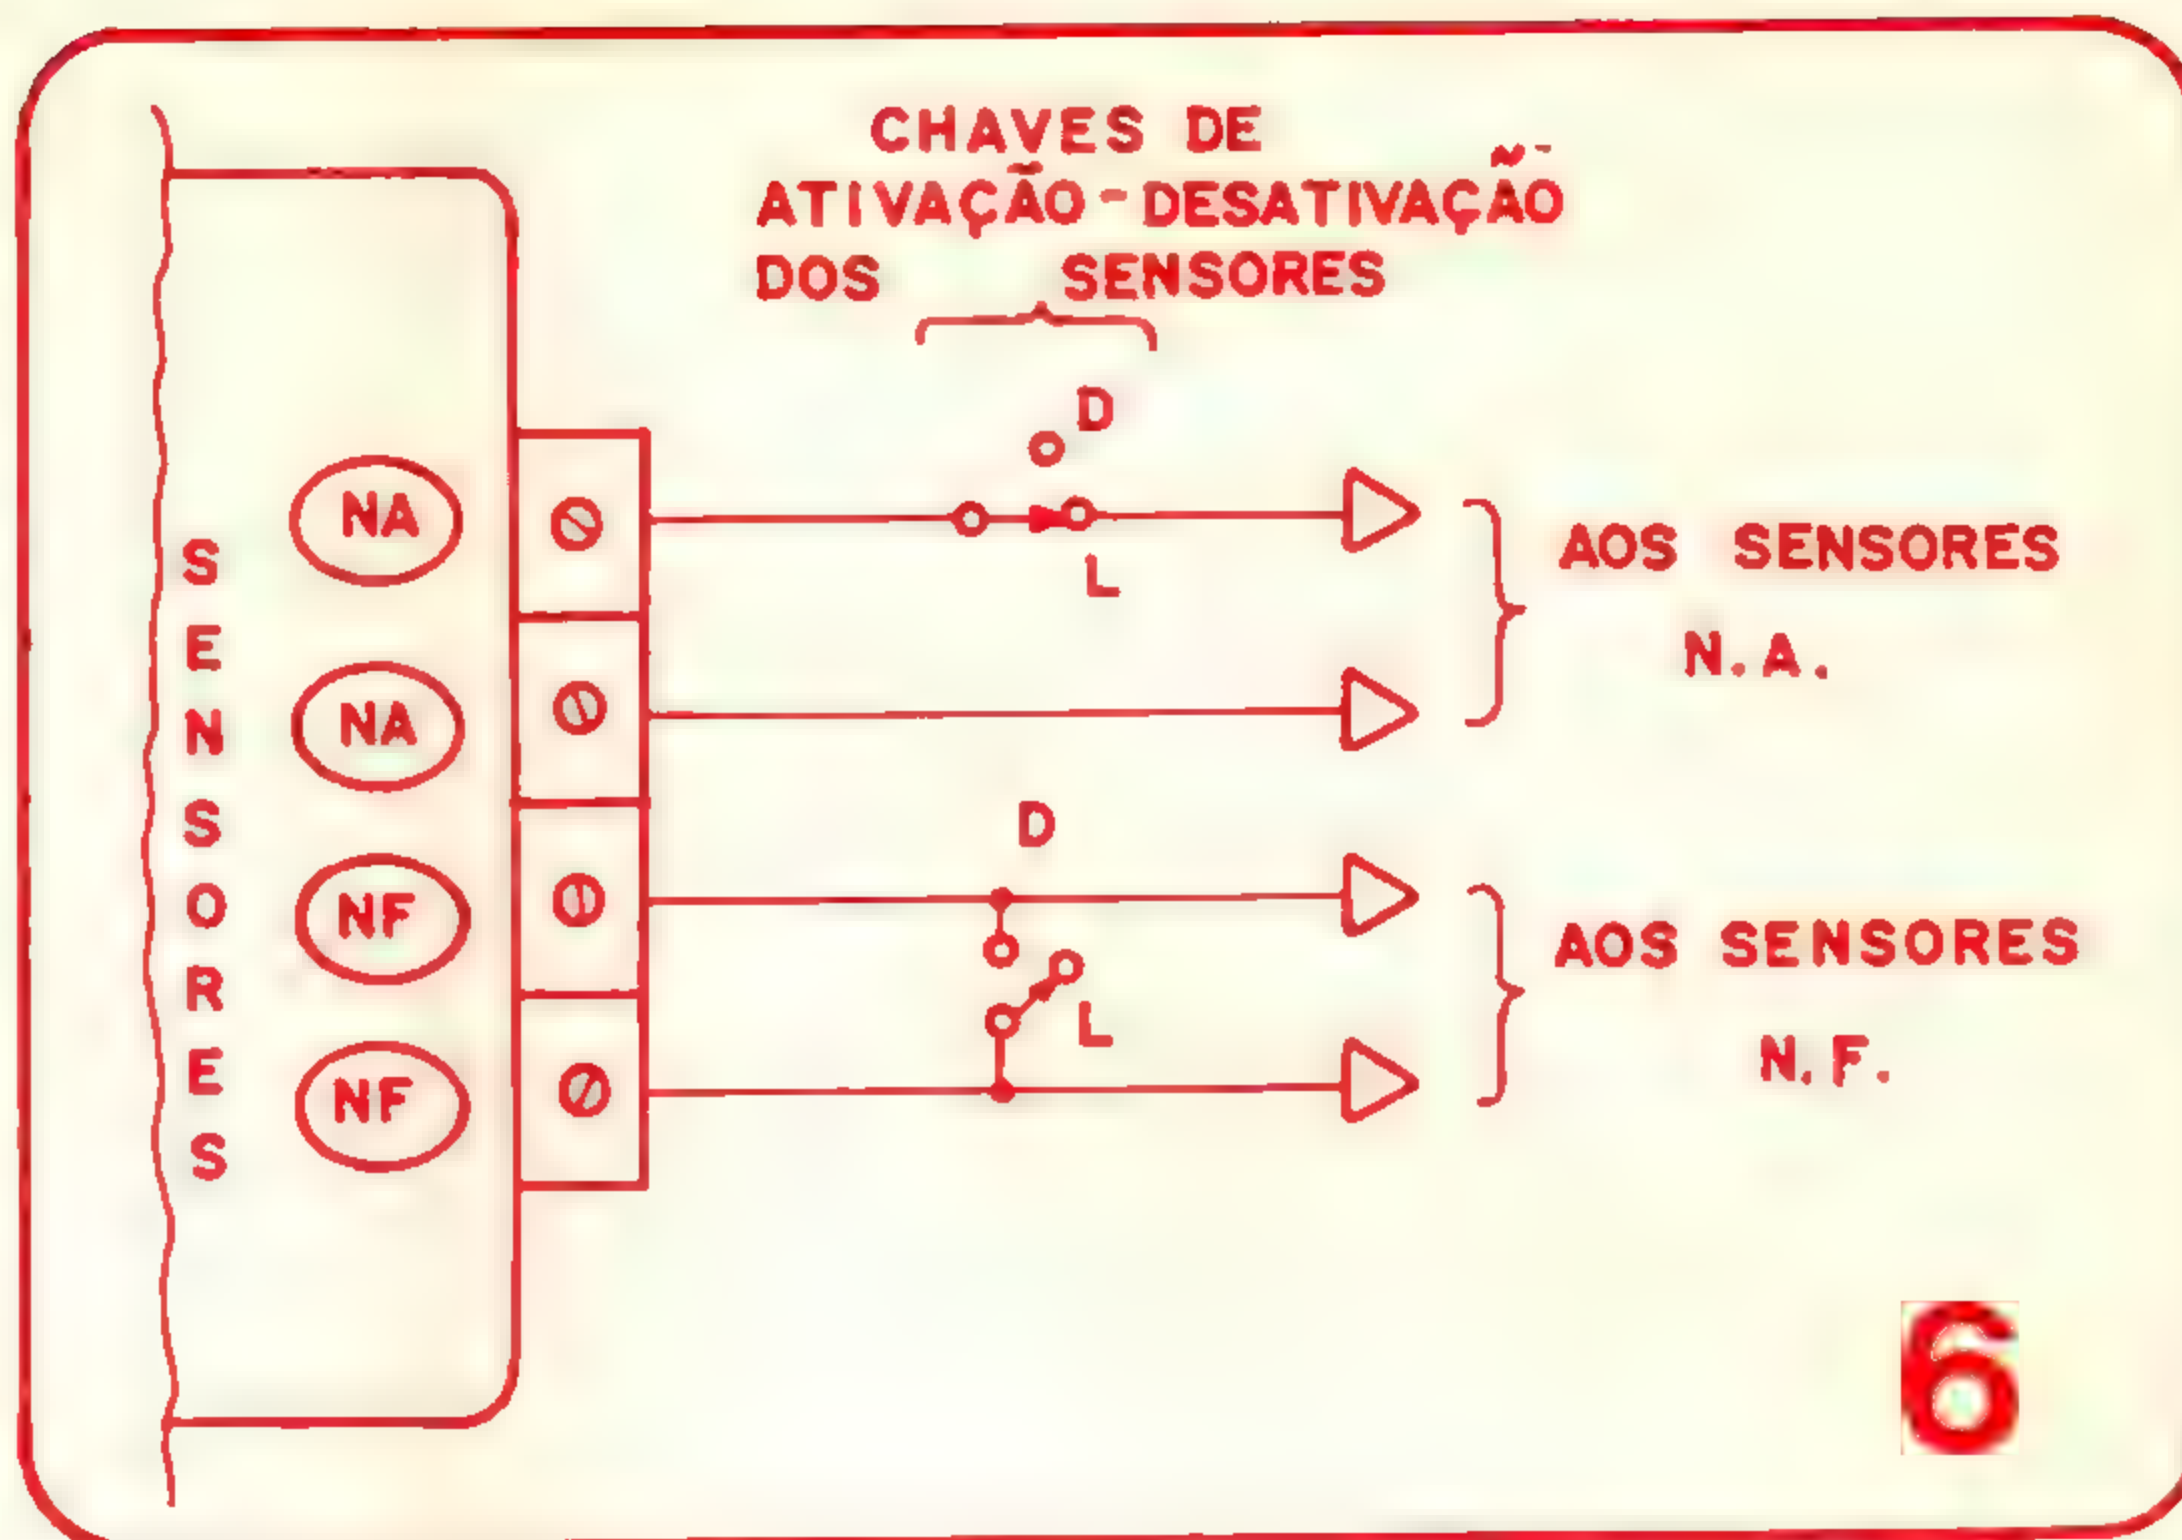 CHAVES DE
ATIVAÇÃO - DESATIVAÇÃO
DOS SENSORES
D
L
NA
NA
NF
NF
SENSORES
D
L
AOS SENSORES
N.A.
AOS SENSORES
N.F.
6